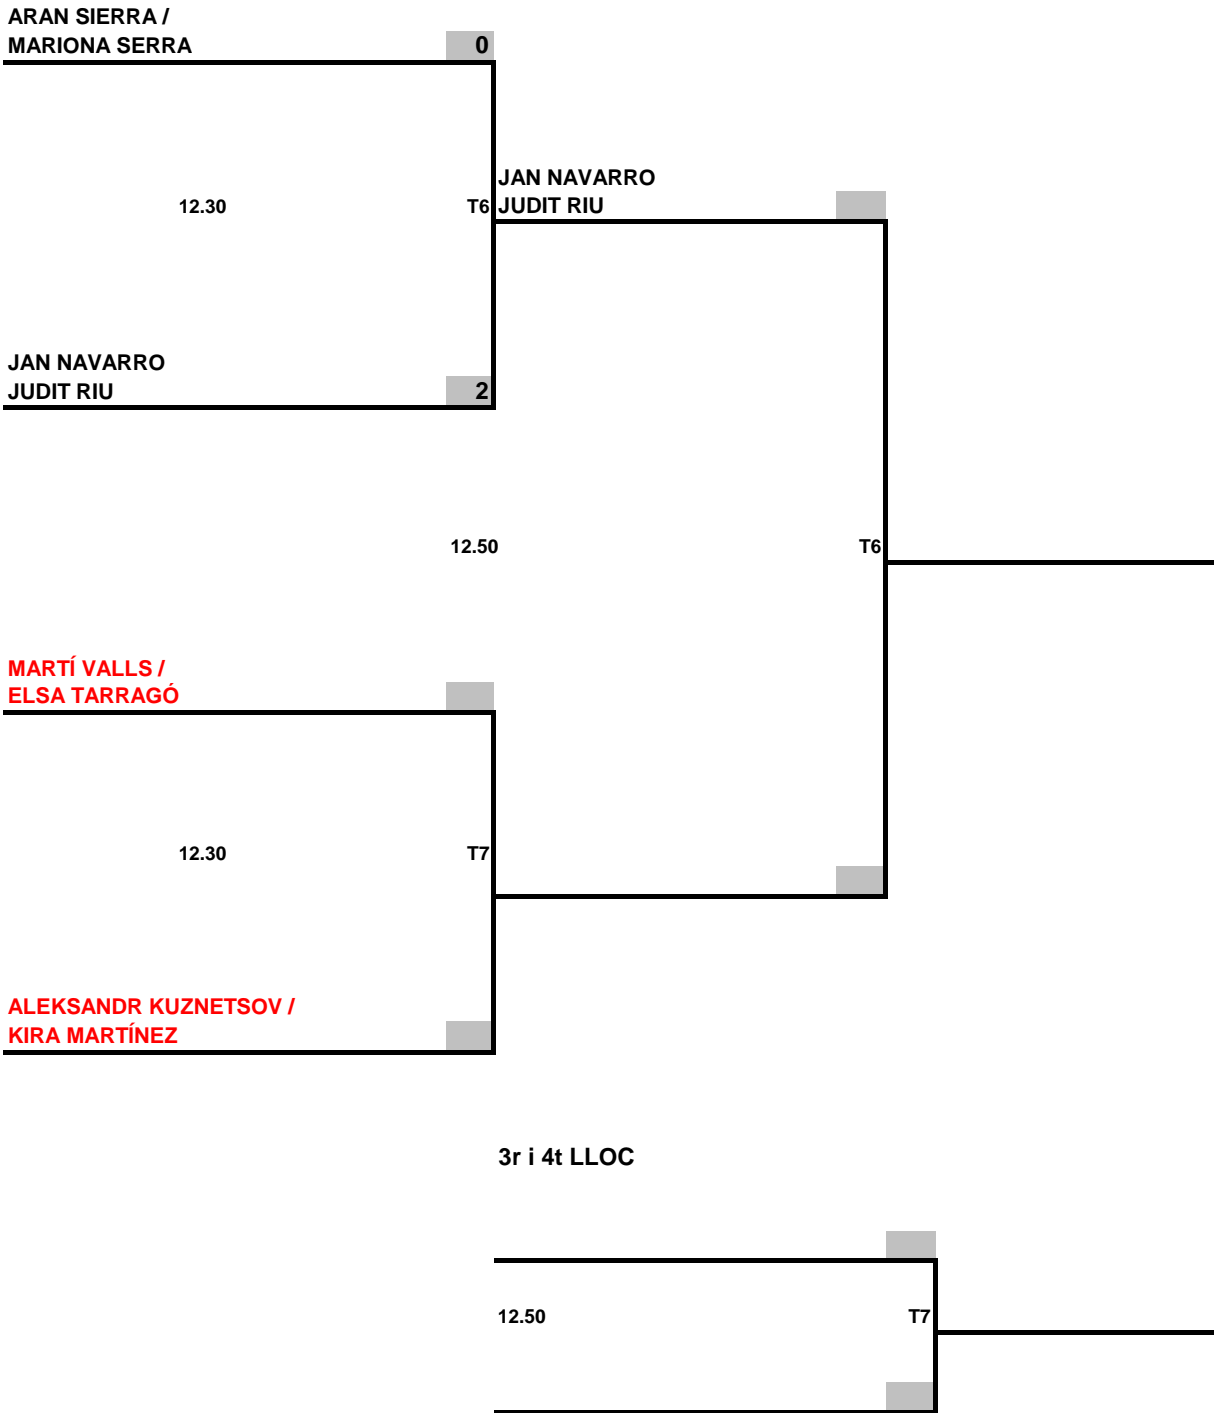 ARAN SIERRA /
MARIONA SERRA 0
JAN NAVARRO
12.30 T6 JUDIT RIU
JAN NAVARRO
JUDIT RIU 2
12.50 T6
MARTÍ VALLS /
ELSA TARRAGÓ
12.30 T7
ALEKSANDR KUZNETSOV /
KIRA MARTÍNEZ
3r i 4t LLOC
12.50 T7